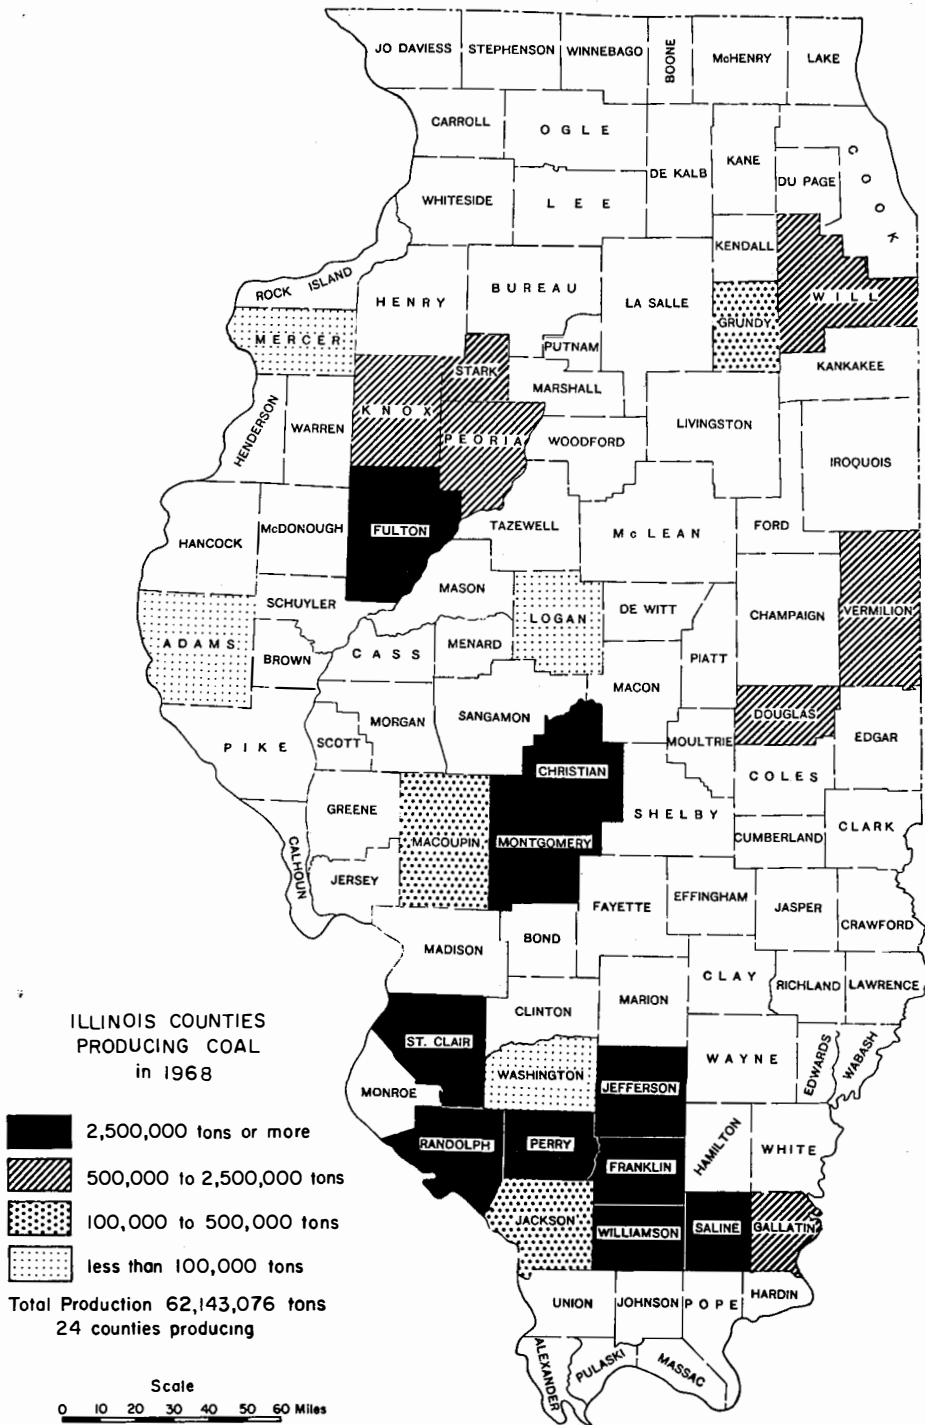 JO DAVIESS
STEPHENSON
WINNEBAGO
BOONE
McHENRY
LAKE
CARROLL
OGLE
DE KALB
KANE
DU PAGE
COOK
WHITESIDE
LEE
KENDALL
WILL
ROCK ISLAND
HENRY
BUREAU
LA SALLE
GRUNDY
MERCER
STARK
PUTNAM
KANKAKEE
MARSHALL
HENDERSON
WARREN
KNOX
PEORIA
WOODFORD
LIVINGSTON
IROQUOIS
HANCOCK
McDONOUGH
FULTON
TAZEWELL
McLEAN
FORD
SCHUYLER
MASON
LOGAN
DE WITT
CHAMPAIGN
VERMILION
ADAMS
BROWN
CASS
MENARD
PIATT
MACON
PIKE
SCOTT
MORGAN
SANGAMON
CHRISTIAN
MOULTRIE
DOUGLAS
EDGAR
COLES
GREENE
MACOUPIN
MONTGOMERY
SHELBY
CUMBERLAND
CLARK
CALHOUN
JERSEY
FAYETTE
EFFINGHAM
JASPER
CRAWFORD
MADISON
BOND
CLAY
RICHLAND
LAWRENCE
CLINTON
MARION
ST. CLAIR
WASHINGTON
JEFFERSON
WAYNE
EDWARDS
WABASH
MONROE
RANDOLPH
PERRY
FRANKLIN
HAMILTON
WHITE
JACKSON
WILLIAMSON
SALINE
GALLATIN
UNION
JOHNSON
POPE
HARDIN
ALEXANDER
PULASKI
MASSAC
ILLINOIS COUNTIES
PRODUCING COAL
in 1968
2,500,000 tons or more
500,000 to 2,500,000 tons
100,000 to 500,000 tons
less than 100,000 tons
Total Production 62,143,076 tons
24 counties producing
Scale
0 10 20 30 40 50 60 Miles